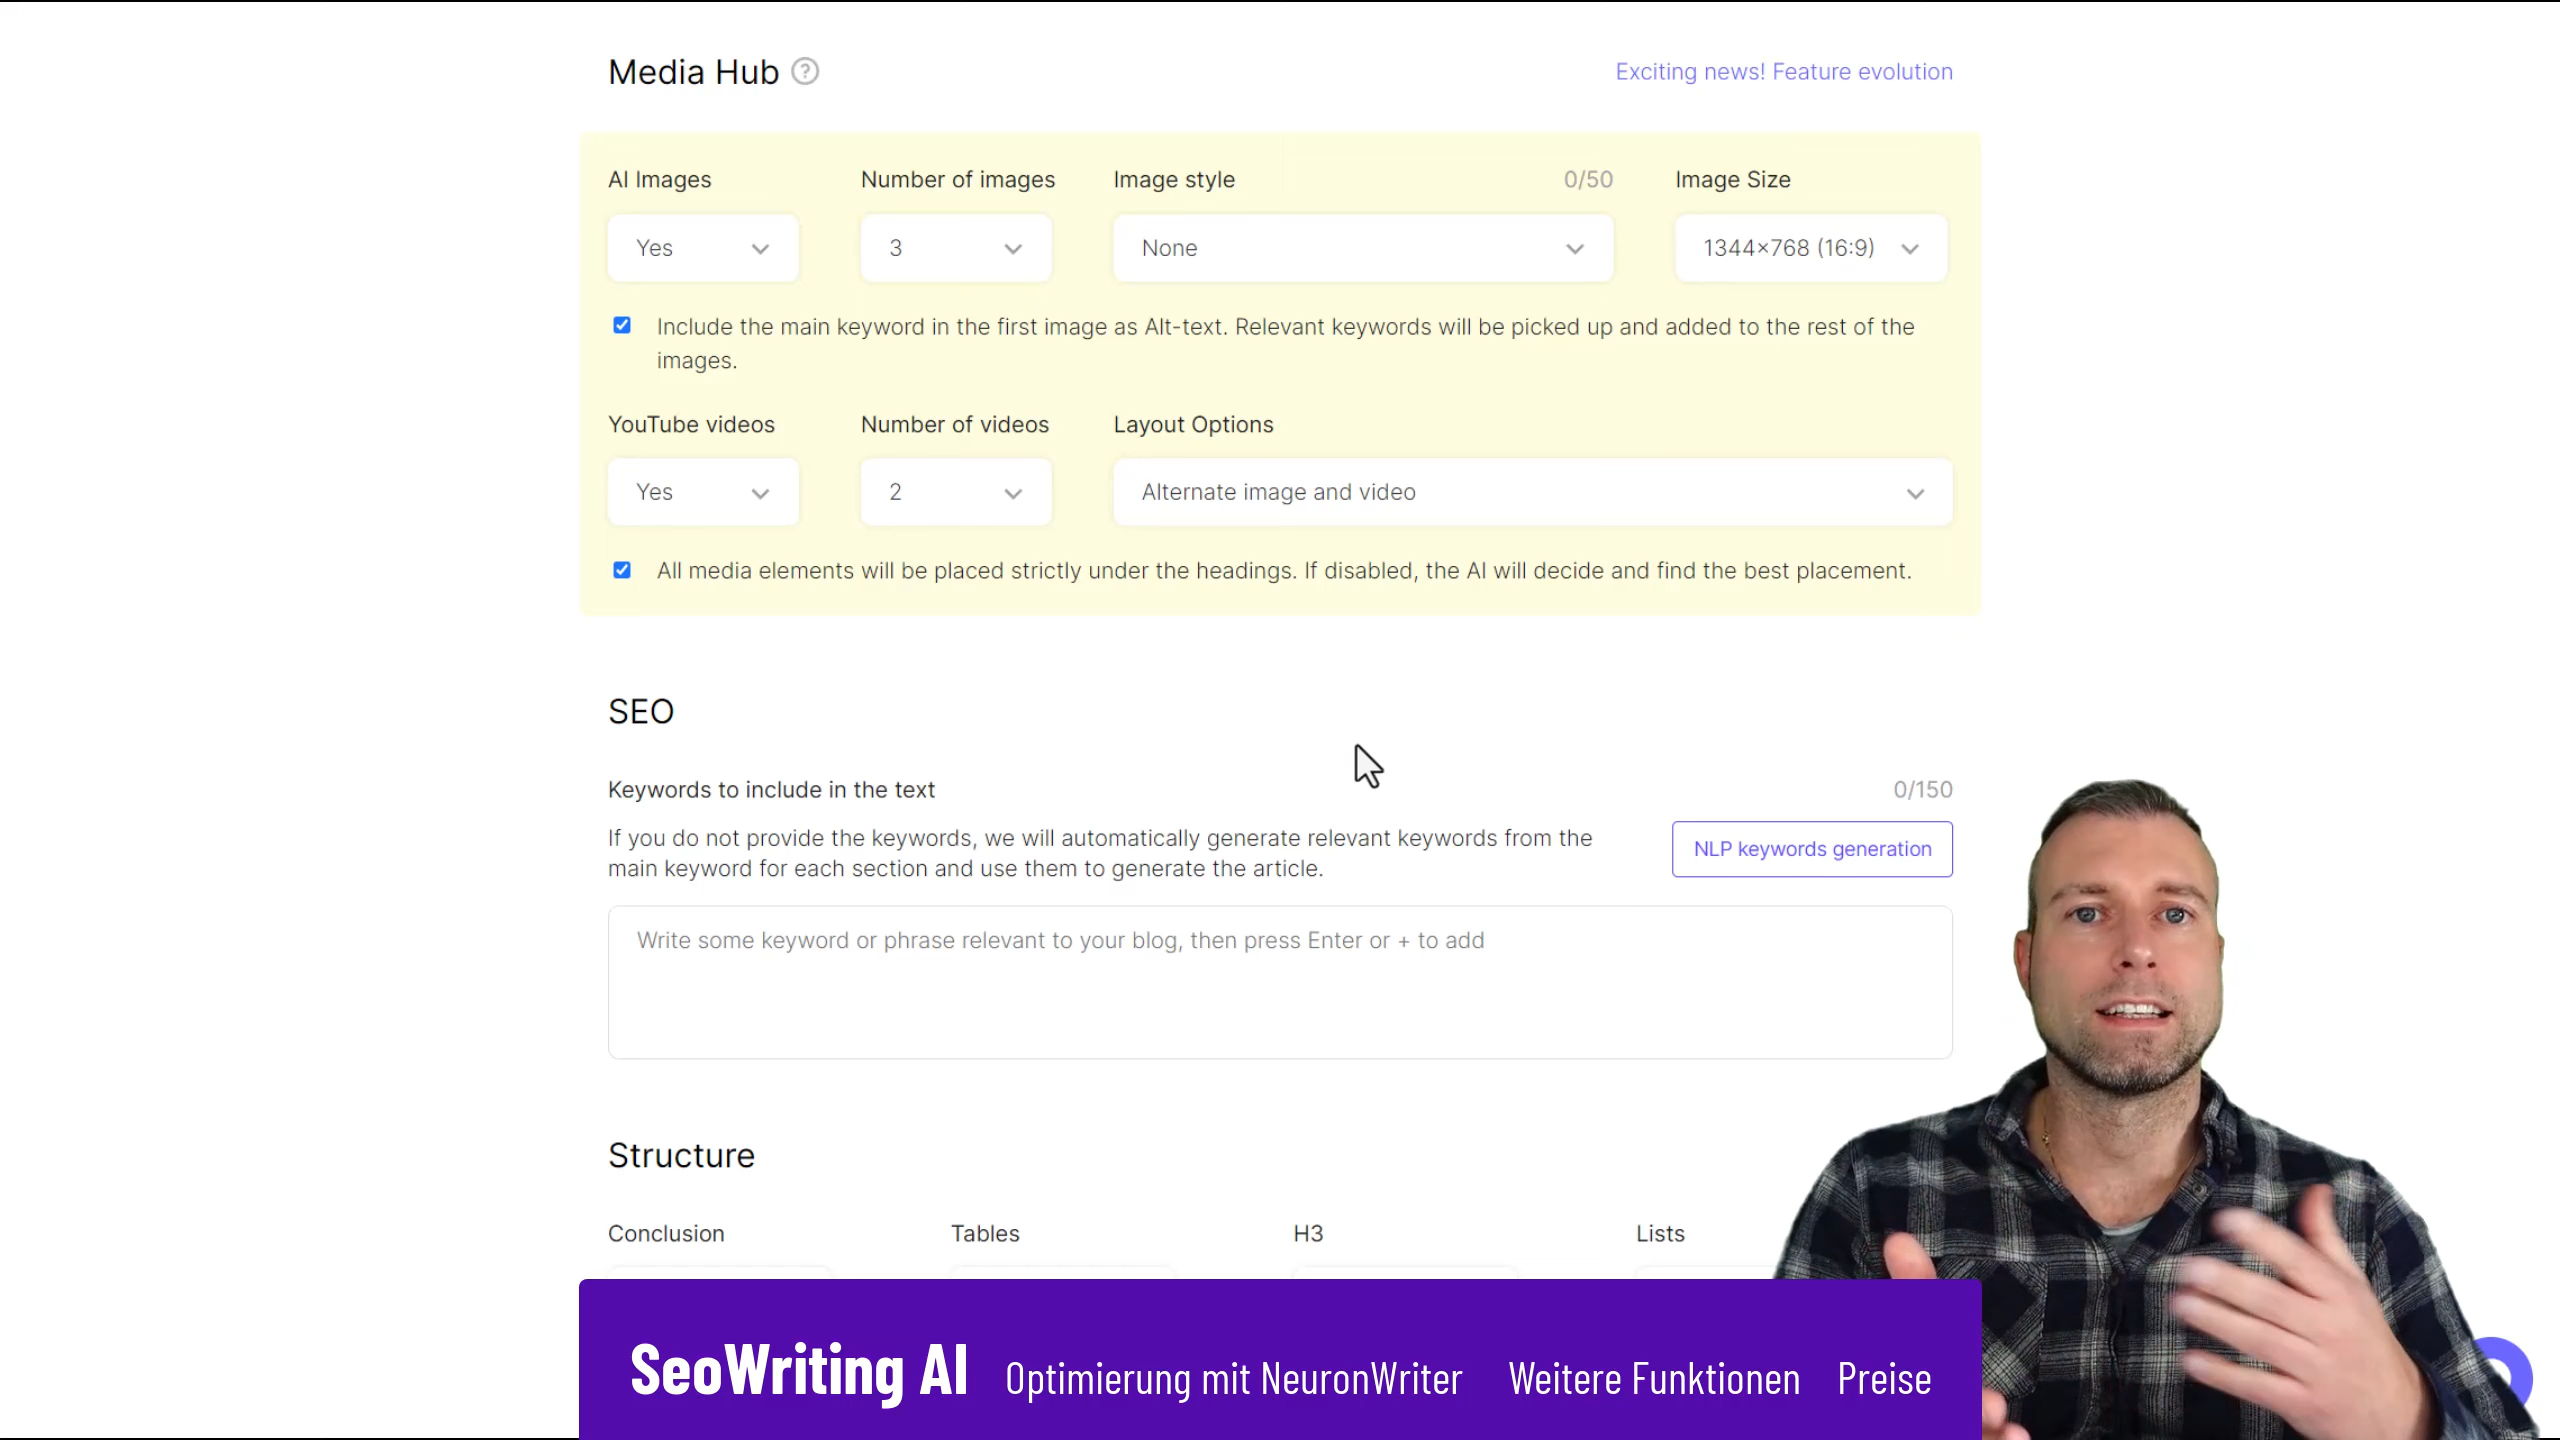 Media Hub ?
Exciting news! Feature evolution
AI Images
Number of images
Image style
0/50
Image Size
Yes
3
None
1344×768 (16:9)
Include the main keyword in the first image as Alt-text. Relevant keywords will be picked up and added to the rest of the
images.
YouTube videos
Number of videos
Layout Options
Yes
2
Alternate image and video
All media elements will be placed strictly under the headings. If disabled, the AI will decide and find the best placement.
SEO
Keywords to include in the text
0/150
If you do not provide the keywords, we will automatically generate relevant keywords from the
main keyword for each section and use them to generate the article.
NLP keywords generation
Write some keyword or phrase relevant to your blog, then press Enter or + to add
Structure
Conclusion
Tables
H3
Lists
SeoWriting AI
Optimierung mit NeuronWriter
Weitere Funktionen
Preise